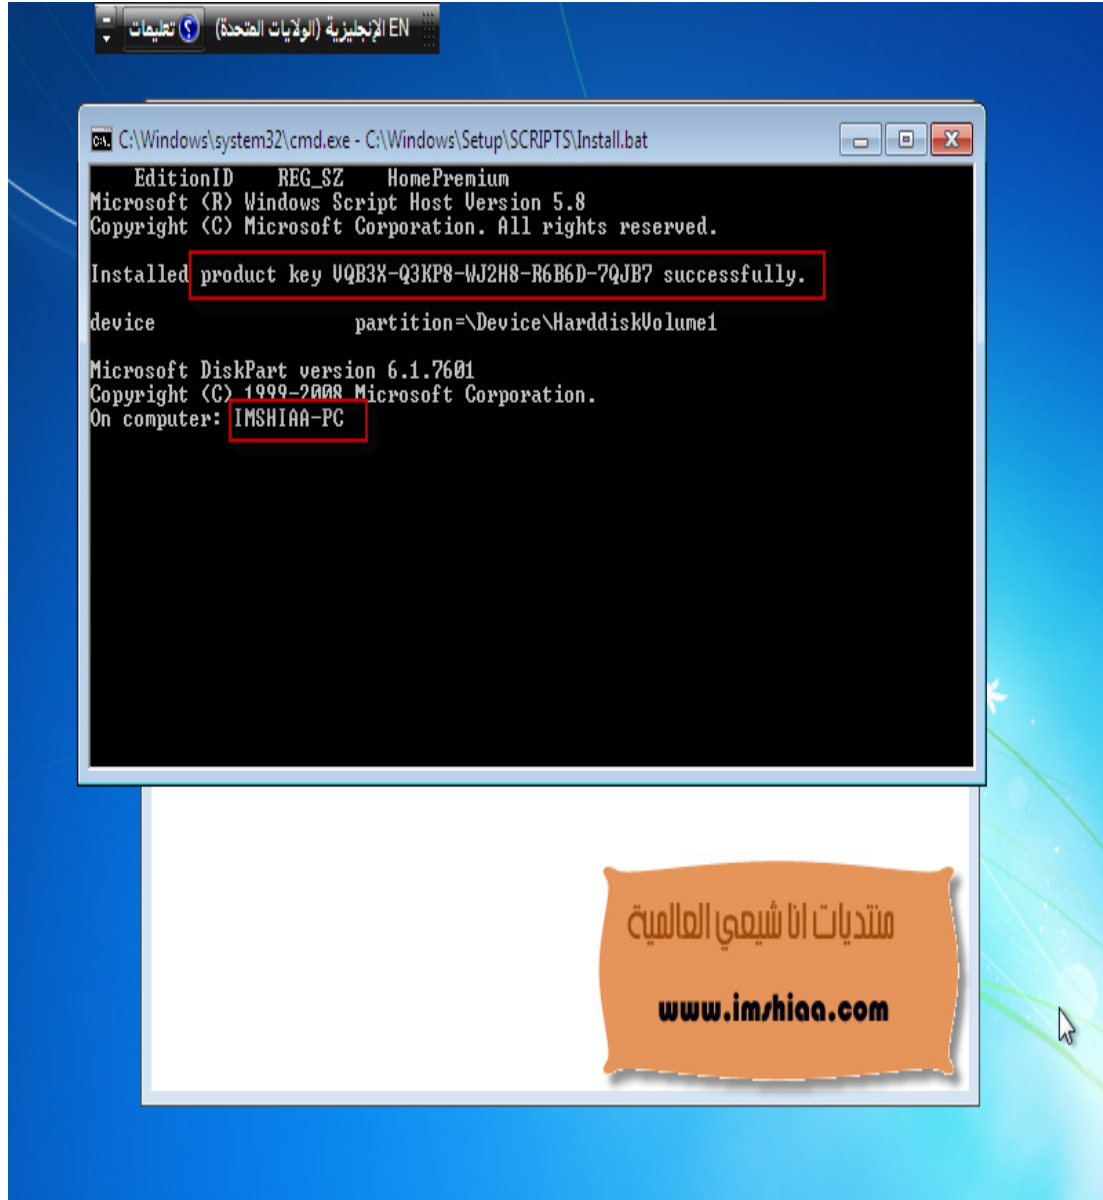 EN الإنجليزية (الولايات المتحدة) تعليمات
C:\Windows\system32\cmd.exe - C:\Windows\Setup\SCRIPTS\Install.bat
EditionID    REG_SZ    HomePremium
Microsoft (R) Windows Script Host Version 5.8
Copyright (C) Microsoft Corporation. All rights reserved.
Installed product key VQB3X-Q3KP8-WJ2H8-R6B6D-7QJB7 successfully.
device                  partition=\Device\HarddiskVolume1
Microsoft DiskPart version 6.1.7601
Copyright (C) 1999-2008 Microsoft Corporation.
On computer: IMSHIAA-PC
منتديات انا شيعي العالمية
www.imshiaa.com